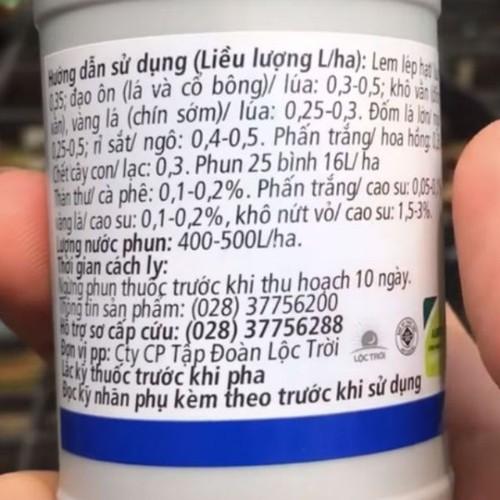 Hướng dẫn sử dụng (Liều lượng L/ha): Lem lép hạt/
0,35; đạo ôn (lá và cổ bông)/ lúa: 0,3-0,5; khô vằn
vằn), vàng lá (chín sớm)/ lúa: 0,25-0,3. Đốm lá lớn/
0,25-0,5; rỉ sắt/ ngô: 0,4-0,5. Phấn trắng/ hoa hồng:
Chết cây con/ lạc: 0,3. Phun 25 bình 16L/ ha
Thán thư/ cà phê: 0,1-0,2%. Phấn trắng/ cao su:
vàng lá/ cao su: 0,1-0,2%, khô nứt vỏ/ cao su: 1,5-3%.
Lượng nước phun: 400-500L/ha.
Thời gian cách ly:
Ngừng phun thuốc trước khi thu hoạch 10 ngày.
Thông tin sản phẩm: (028) 37756200
Hỗ trợ sơ cấp cứu: (028) 37756288
Đơn vị pp: Cty CP Tập Đoàn Lộc Trời
LỘC TRỜI
Lắc kỹ thuốc trước khi pha
Đọc kỹ nhãn phụ kèm theo trước khi sử dụng